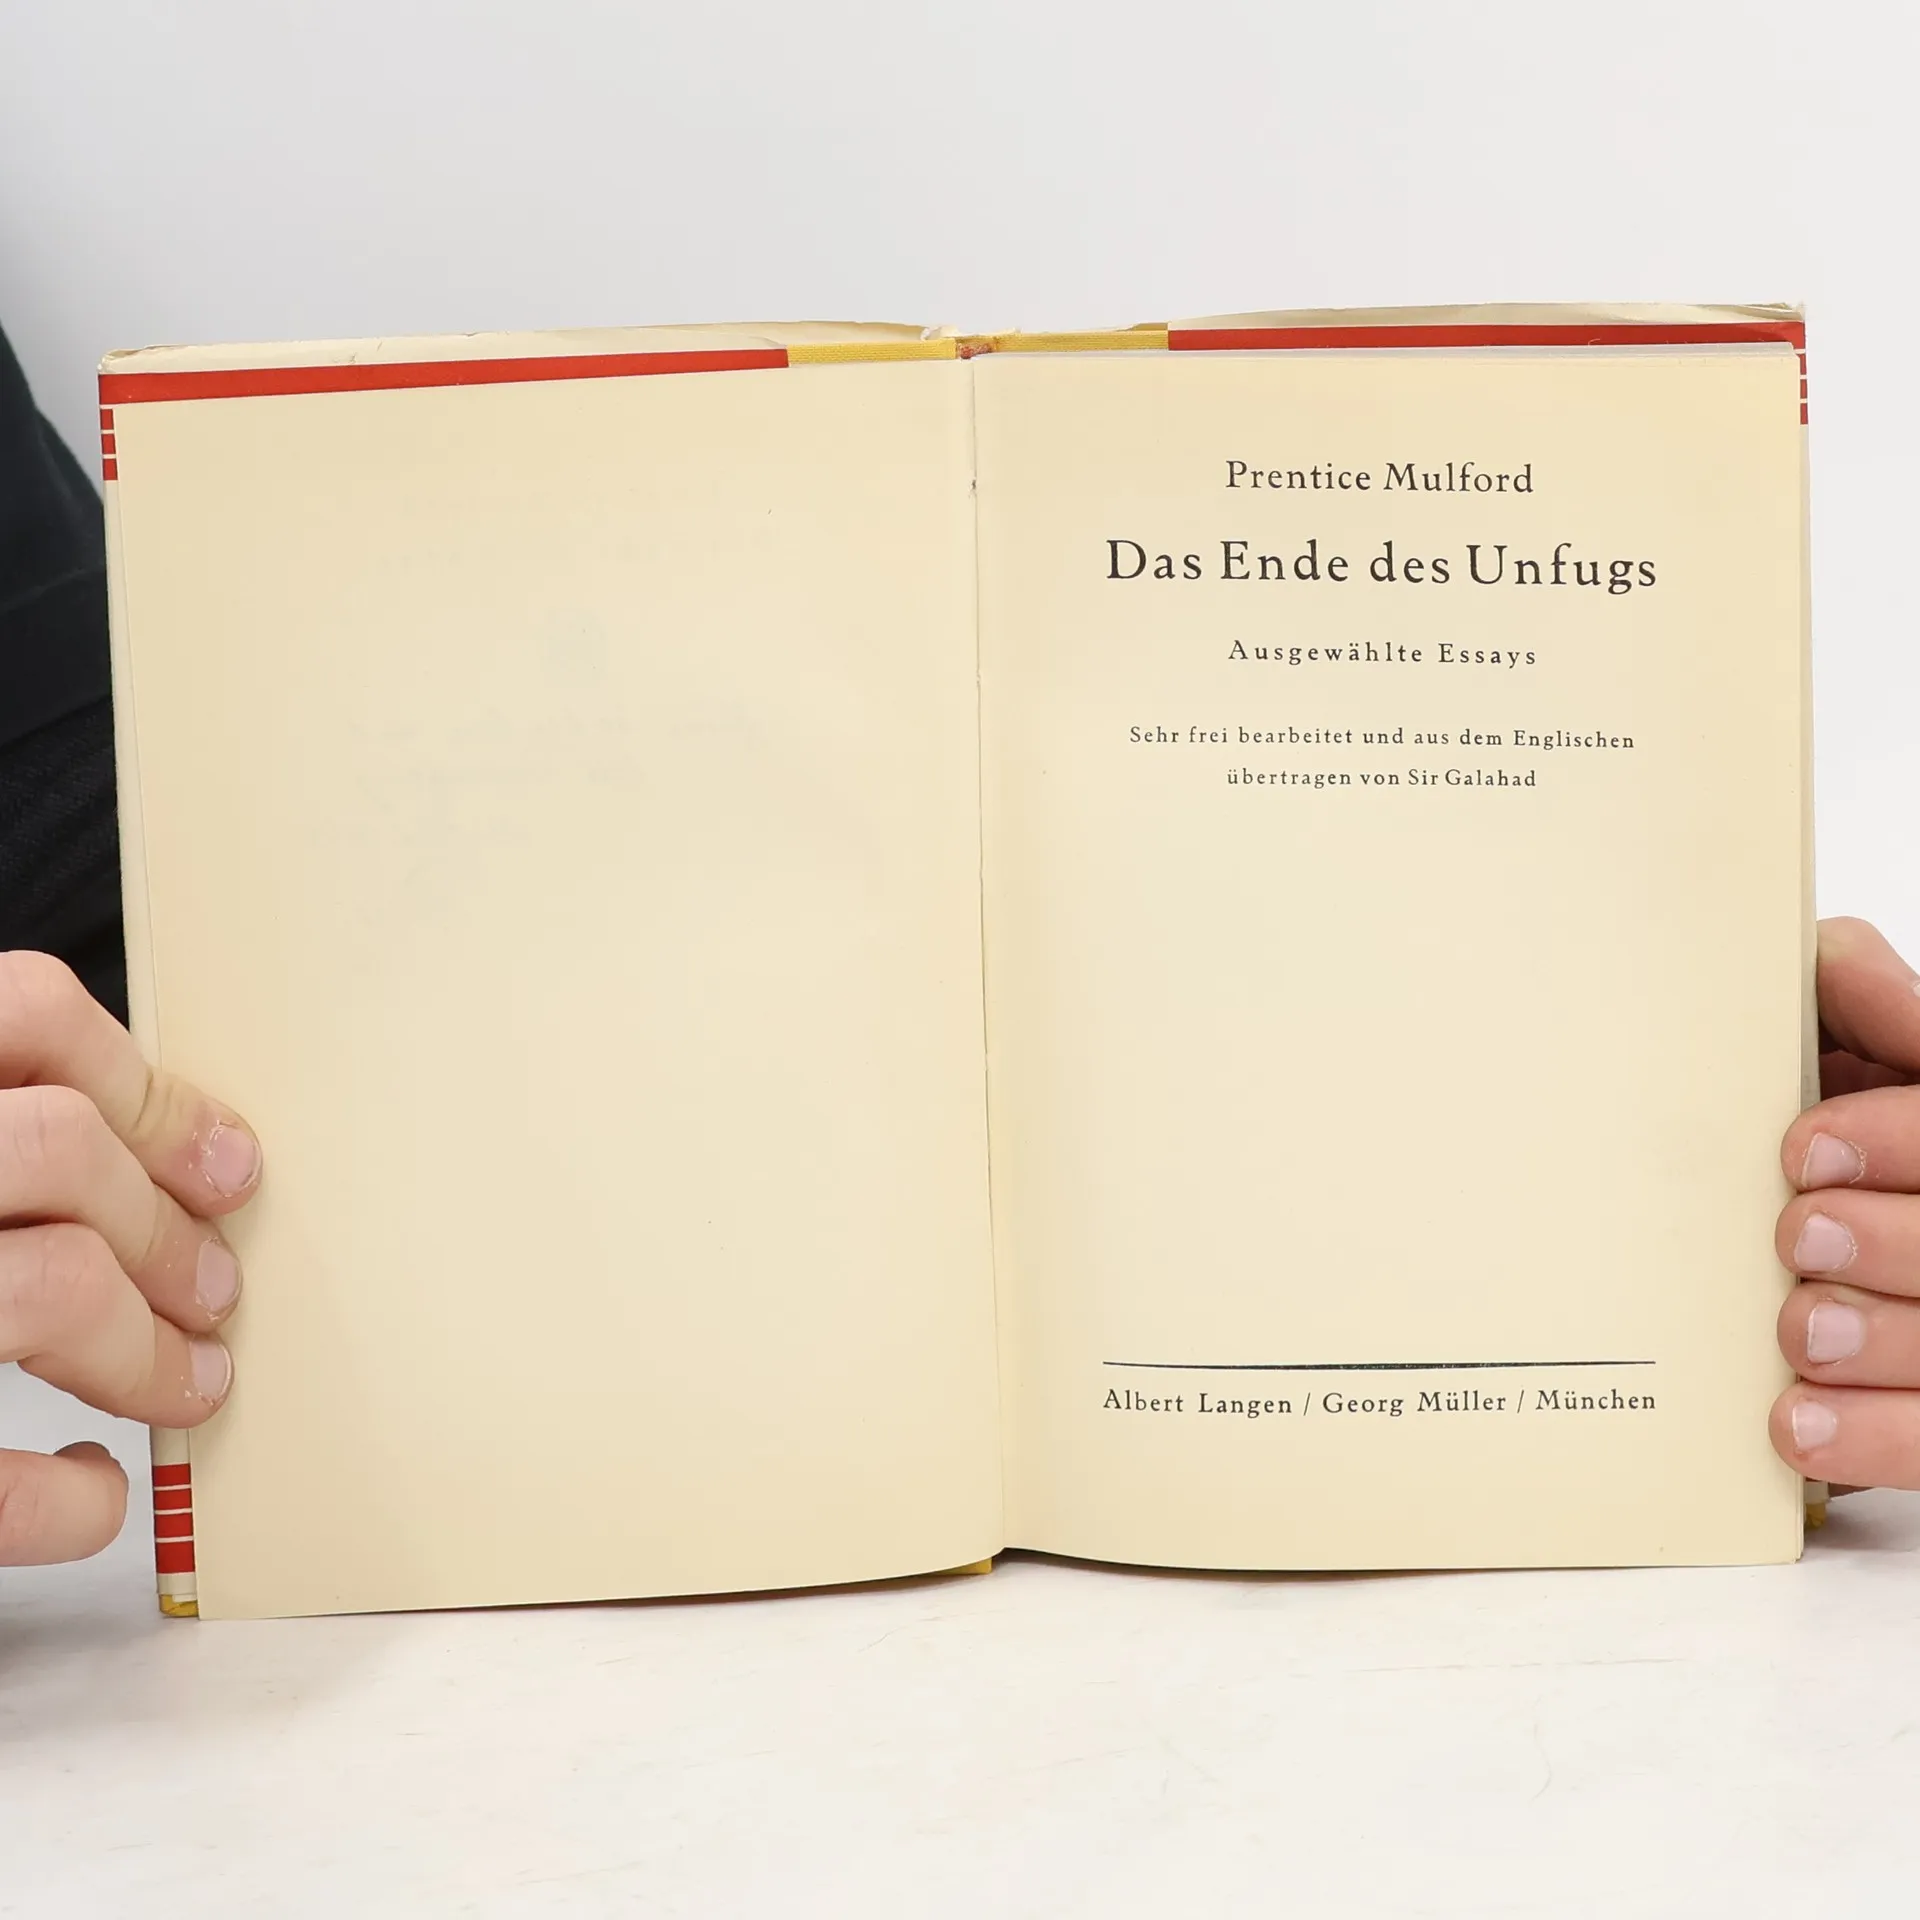 Prentice Mulford
Das Ende des Unfugs
Ausgewählte Essays
Sehr frei bearbeitet und aus dem Englischen
übertragen von Sir Galahad
Albert Langen / Georg Müller / München